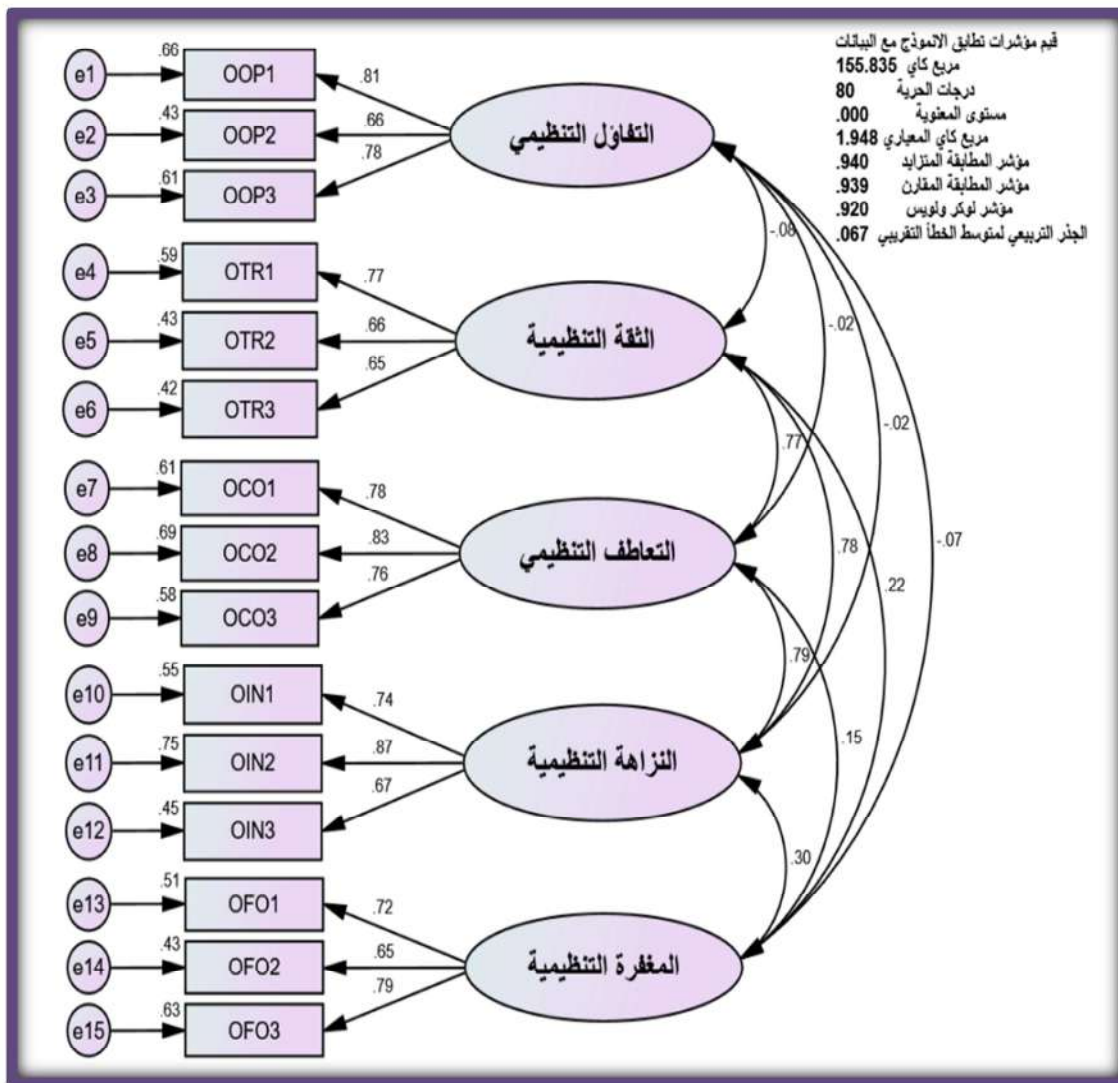 قيم مؤشرات تطابق الانموذج مع البيانات
مربع كاي 155.835
درجات الحرية 80
مستوى المعنوية .000
مربع كاي المعياري 1.948
مؤشر المطابقة المتزايد .940
مؤشر المطابقة المقارن .939
مؤشر لوكر ولويس .920
الجذر التربيعي لمتوسط الخطأ التقريبي .067
e1 .66 OOP1 .81
e2 .43 OOP2 .66
e3 .61 OOP3 .78
التفاؤل التنظيمي
e4 .59 OTR1 .77
e5 .43 OTR2 .66
e6 .42 OTR3 .65
الثقة التنظيمية
e7 .61 OCO1 .78
e8 .69 OCO2 .83
e9 .58 OCO3 .76
التعاطف التنظيمي
e10 .55 OIN1 .74
e11 .75 OIN2 .87
e12 .45 OIN3 .67
النزاهة التنظيمية
e13 .51 OFO1 .72
e14 .43 OFO2 .65
e15 .63 OFO3 .79
المغفرة التنظيمية
-.08
-.02
-.02
-.07
.77
.78
.22
.79
.15
.30